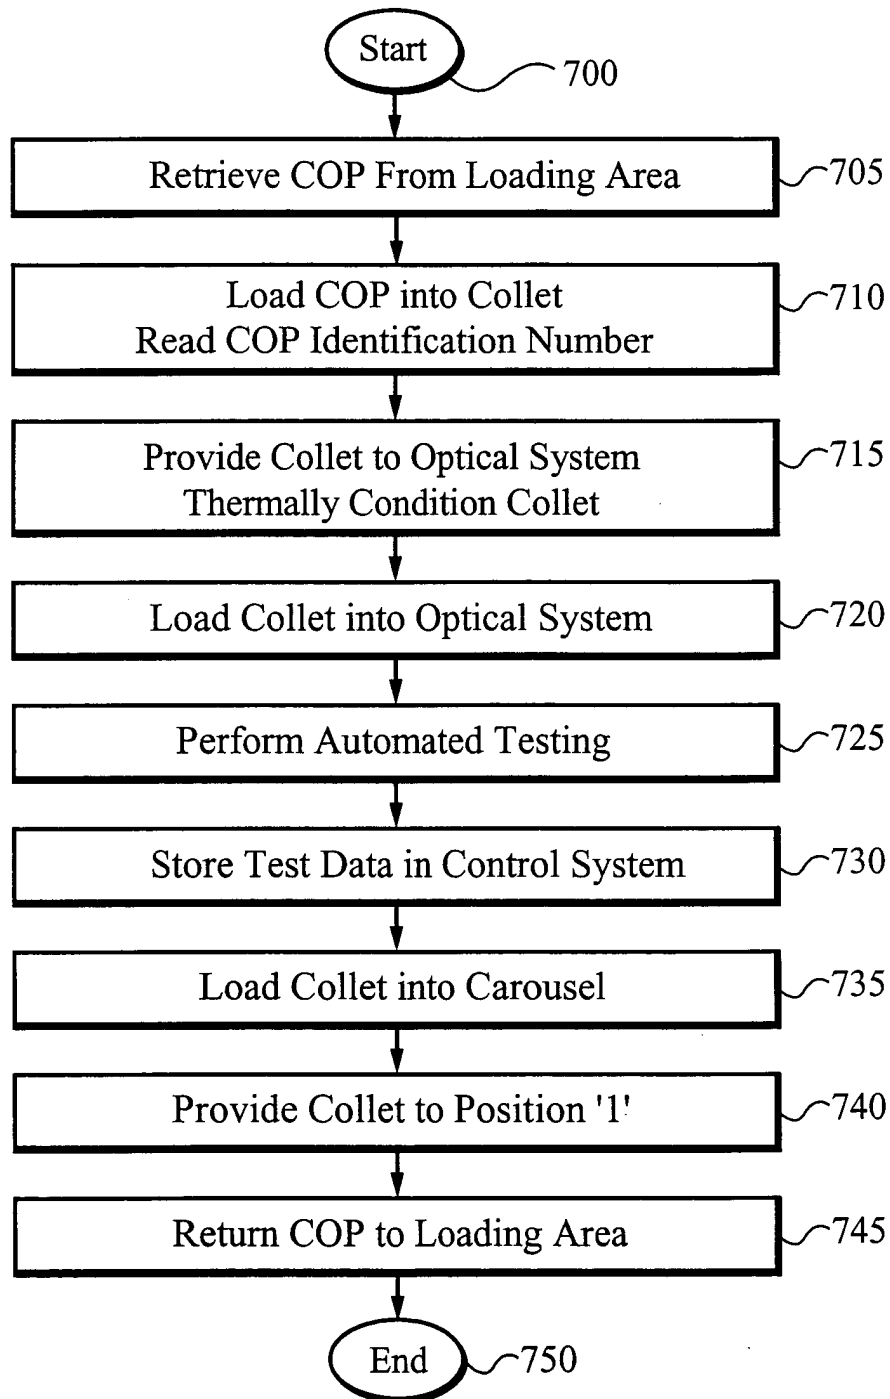 Start
700
Retrieve COP From Loading Area
705
Load COP into Collet
Read COP Identification Number
710
Provide Collet to Optical System
Thermally Condition Collet
715
Load Collet into Optical System
720
Perform Automated Testing
725
Store Test Data in Control System
730
Load Collet into Carousel
735
Provide Collet to Position '1'
740
Return COP to Loading Area
745
End
750